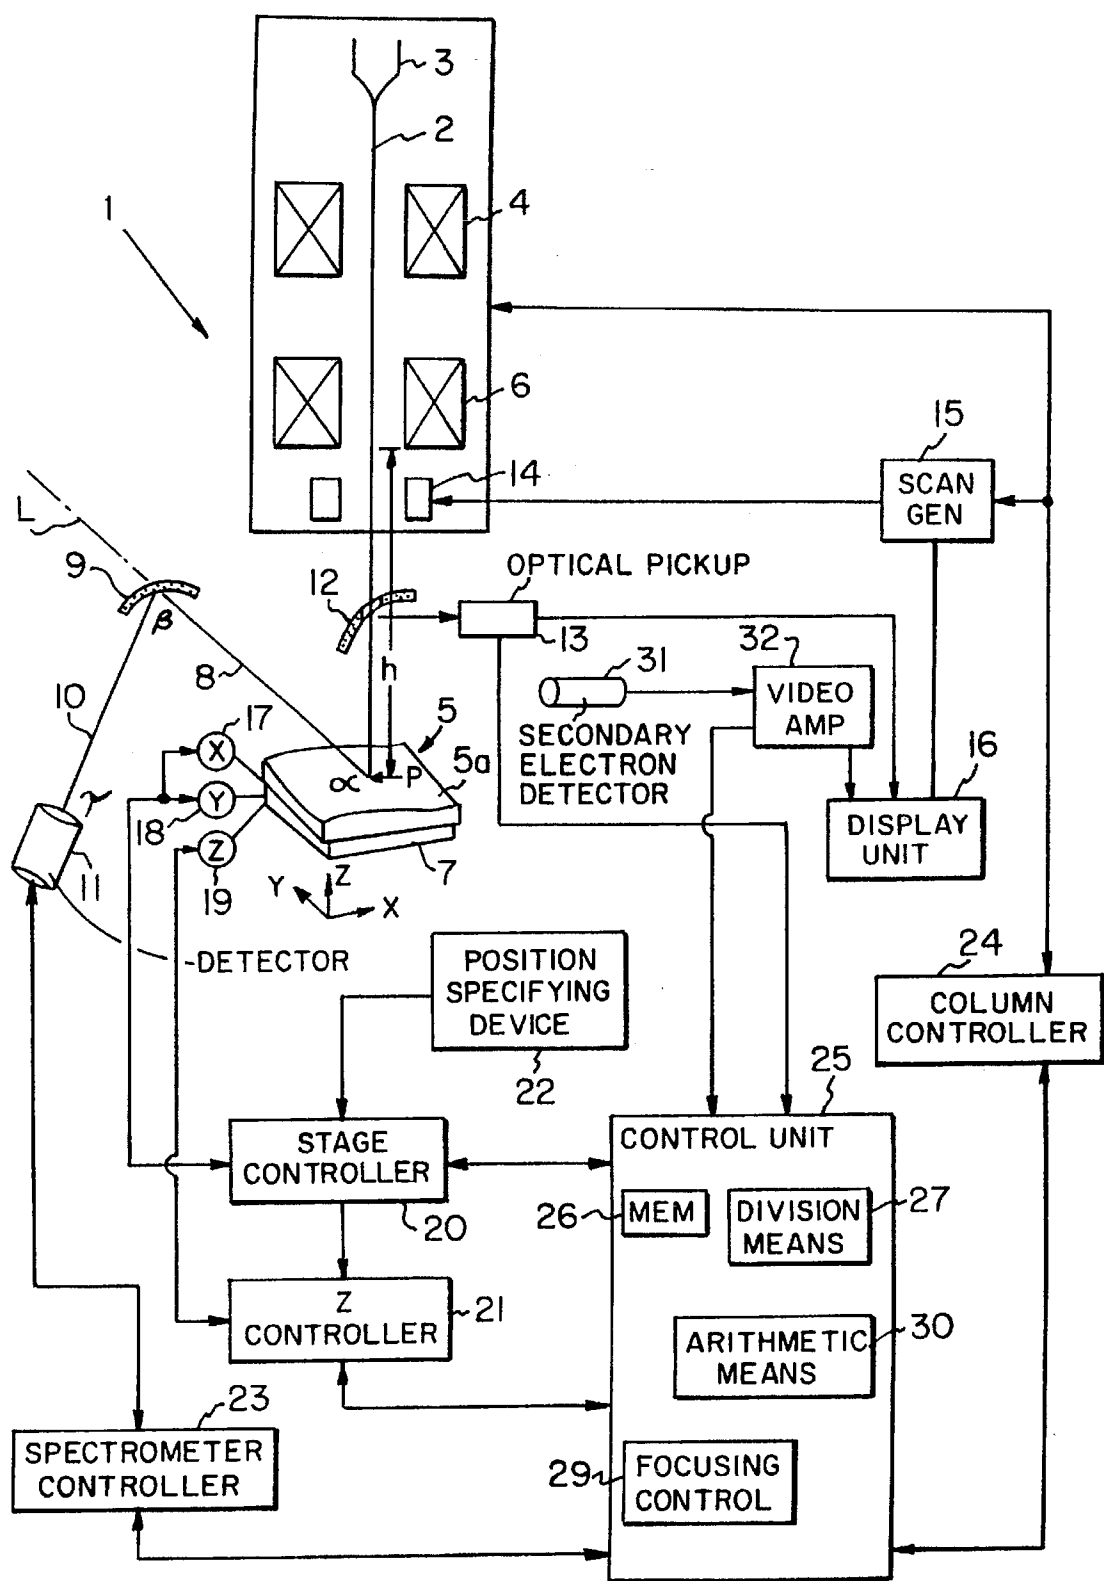 3
2
1
4
6
15
14
SCAN
GEN
L
9
12
OPTICAL PICKUP
β
13
32
h
31
8
VIDEO
AMP
10
17
5
SECONDARY
ELECTRON
DETECTOR
X
5a
16
α
P
γ
Y
18
DISPLAY
UNIT
Z
7
11
19
Y
Z
X
DETECTOR
24
POSITION
SPECIFYING
DEVICE
COLUMN
CONTROLLER
22
25
STAGE
CONTROLLER
CONTROL UNIT
26
MEM
DIVISION
MEANS
27
20
Z
CONTROLLER
21
ARITHMETIC
MEANS
30
23
SPECTROMETER
CONTROLLER
29
FOCUSING
CONTROL